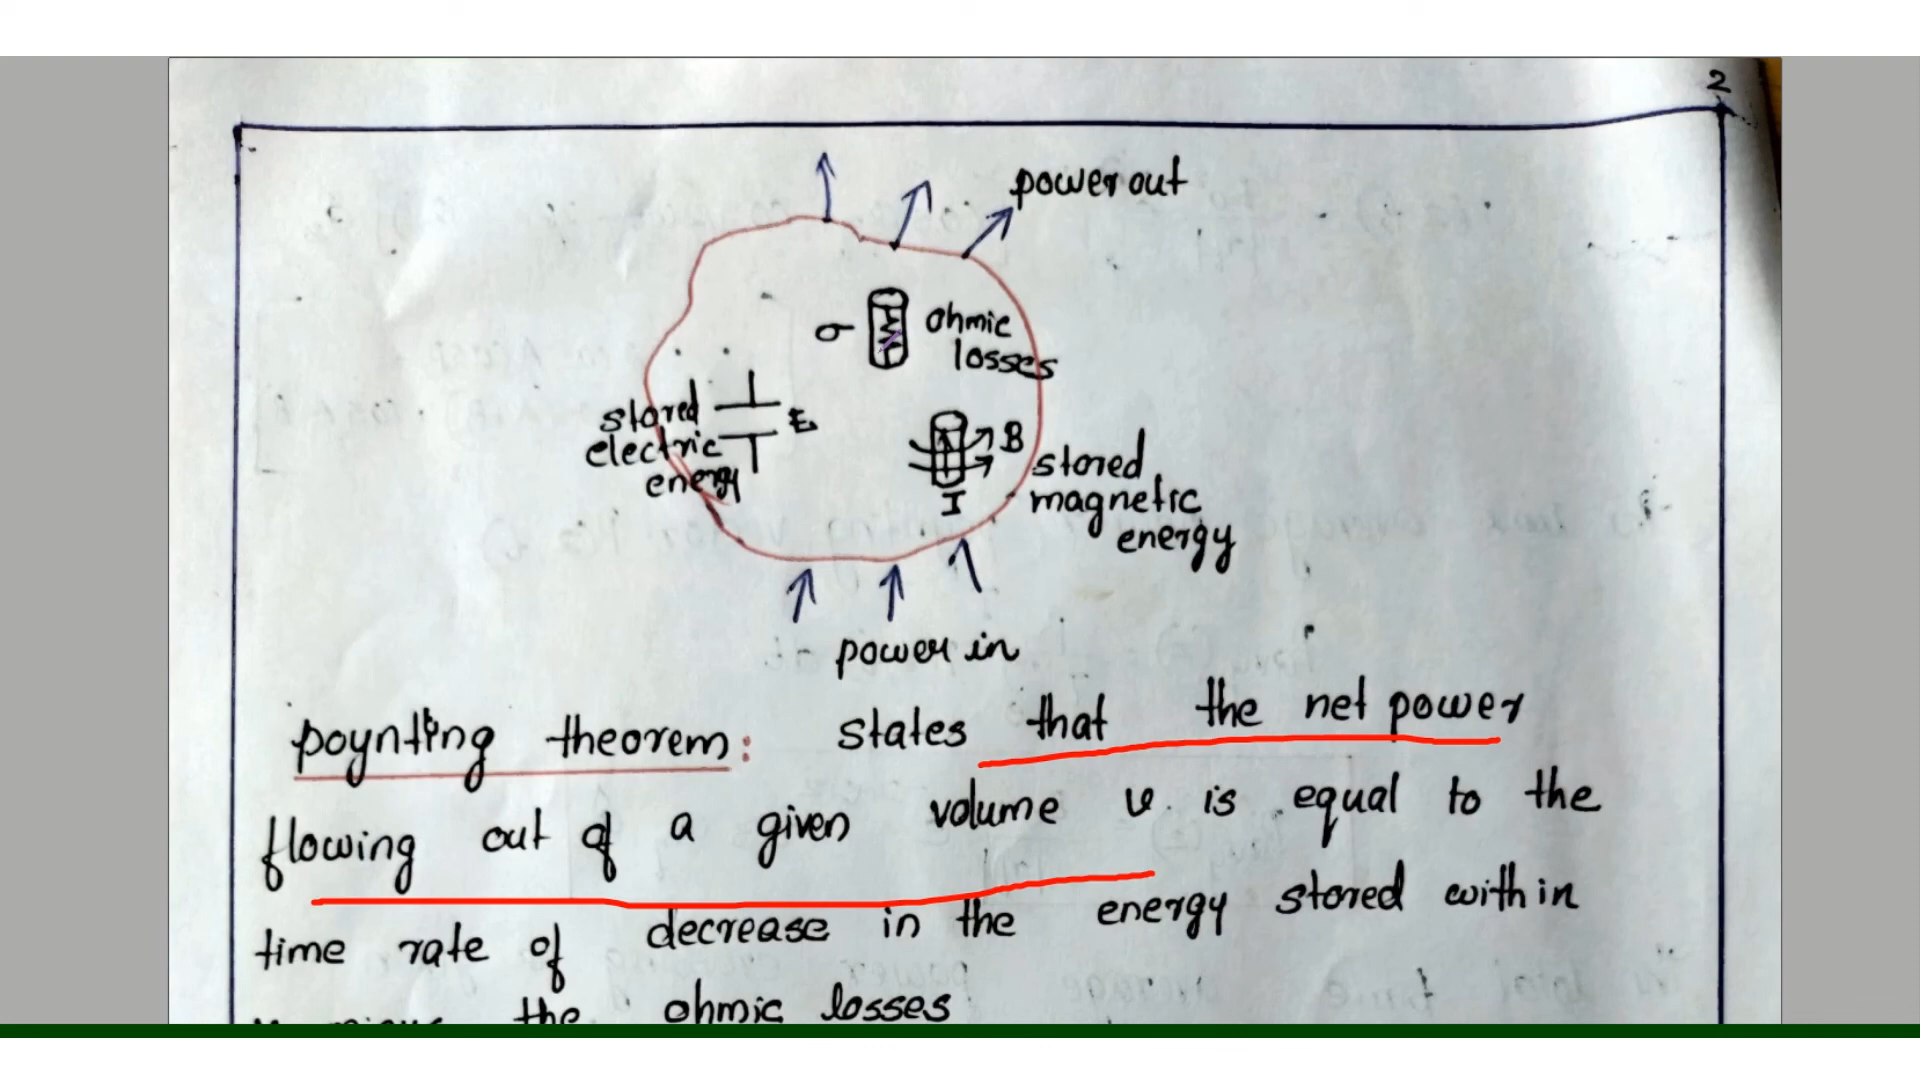 2
power out
σ
ohmic
losses
stored
electric
energy
E
B
I
stored
magnetic
energy
power in
poynting theorem: states that the net power
flowing out of a given volume v is equal to the
time rate of decrease in the energy stored within
the ohmic losses